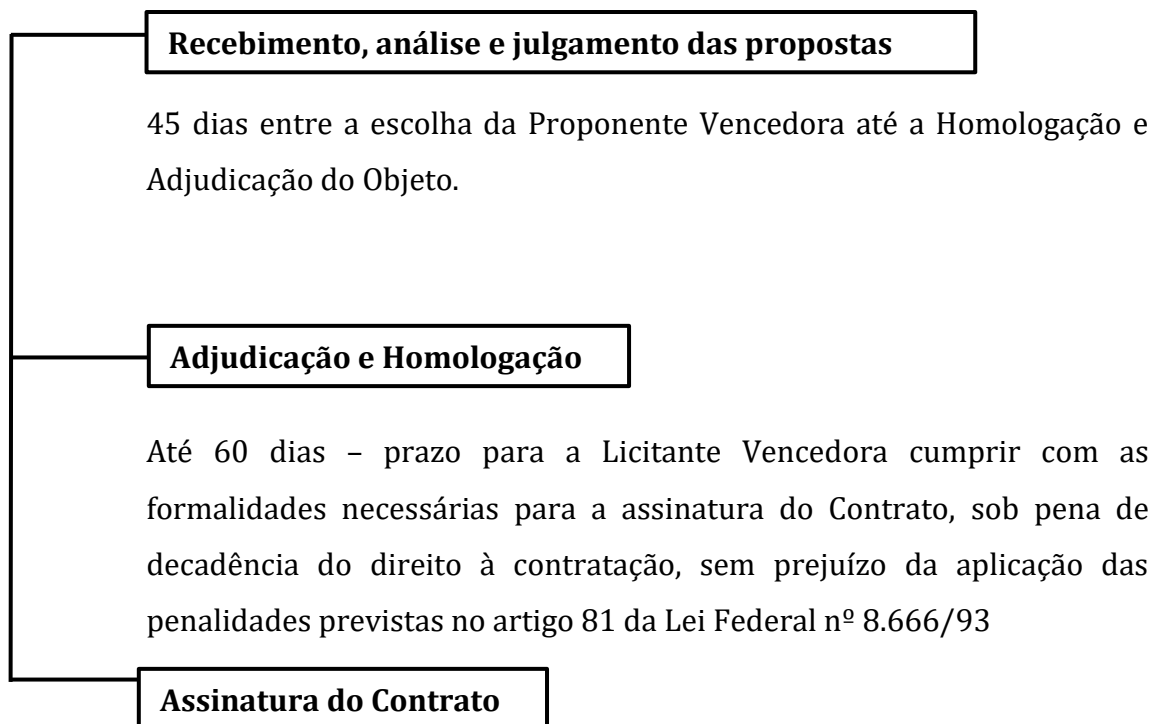 Recebimento, análise e julgamento das propostas
45 dias entre a escolha da Proponente Vencedora até a Homologação e
Adjudicação do Objeto.
Adjudicação e Homologação
Até 60 dias – prazo para a Licitante Vencedora cumprir com as
formalidades necessárias para a assinatura do Contrato, sob pena de
decadência do direito à contratação, sem prejuízo da aplicação das
penalidades previstas no artigo 81 da Lei Federal nº 8.666/93
Assinatura do Contrato